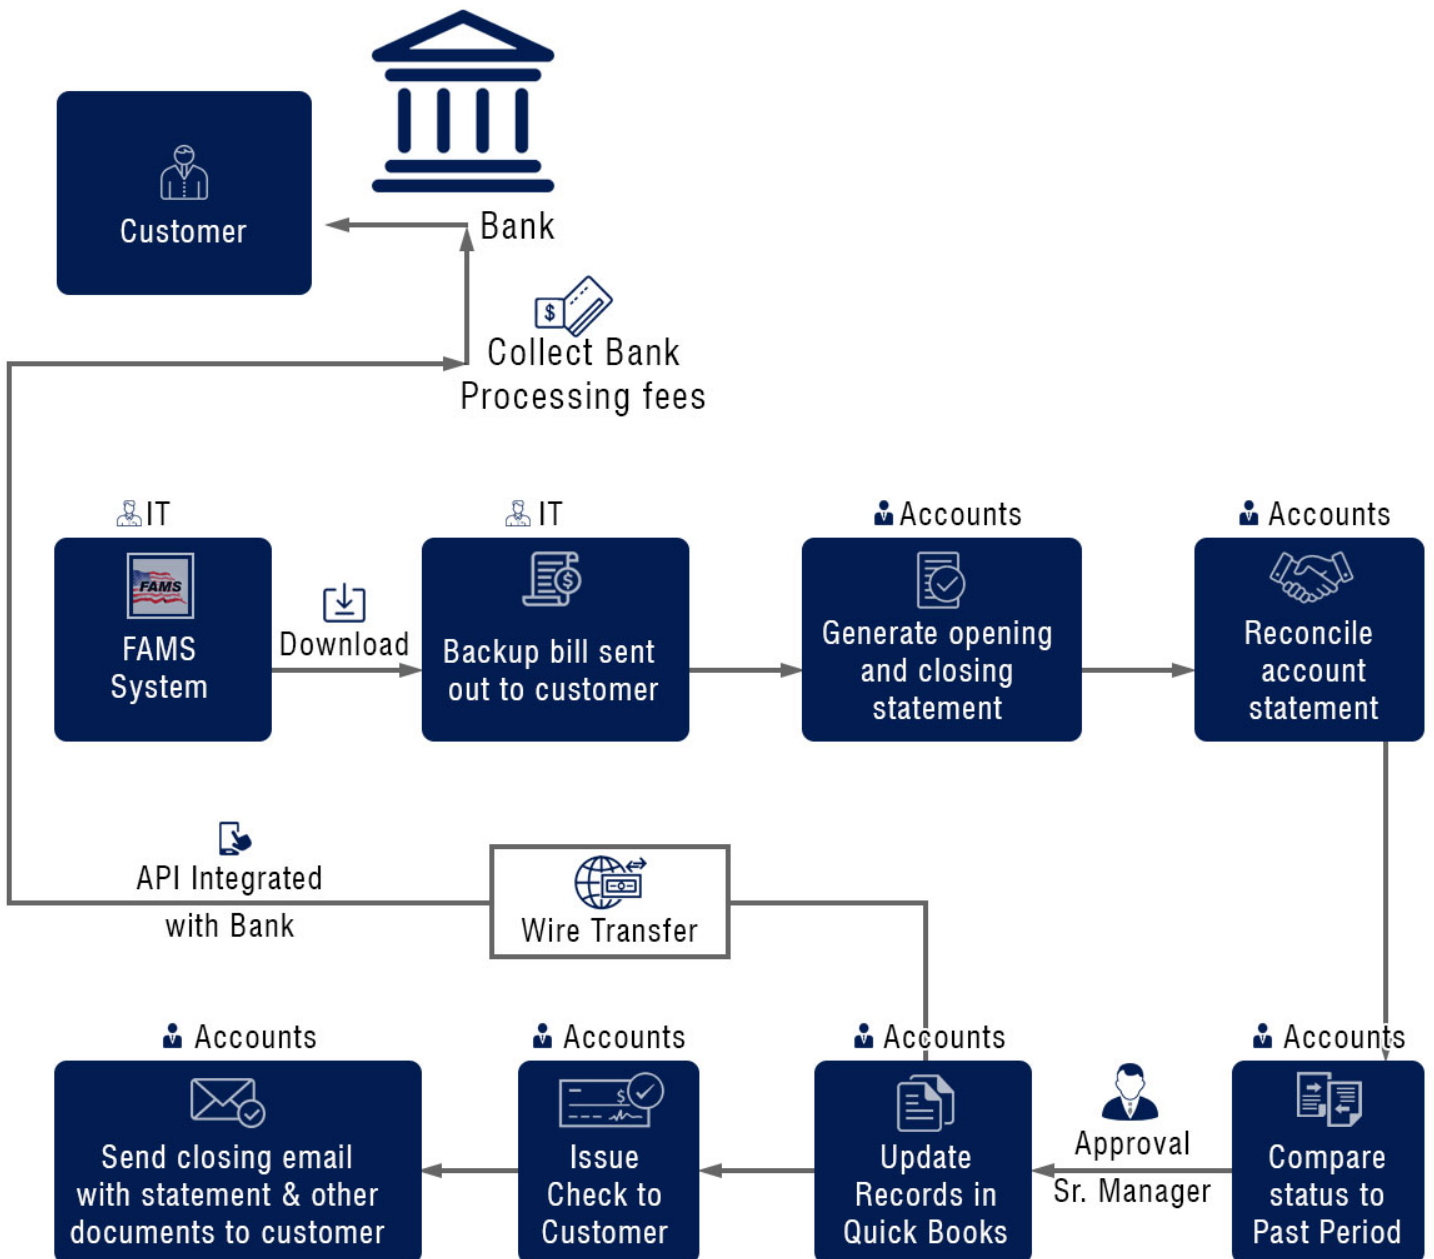 Customer
Bank
$
Collect Bank
Processing fees
IT
IT
Accounts
Accounts
FAMS
FAMS
System
Download
$
Backup bill sent
out to customer
Generate opening
and closing
statement
Reconcile
account
statement
API Integrated
with Bank
Wire Transfer
Accounts
Accounts
Accounts
Accounts
Send closing email
with statement & other
documents to customer
$
Issue
Check to
Customer
Update
Records in
Quick Books
Approval
Sr. Manager
Compare
status to
Past Period